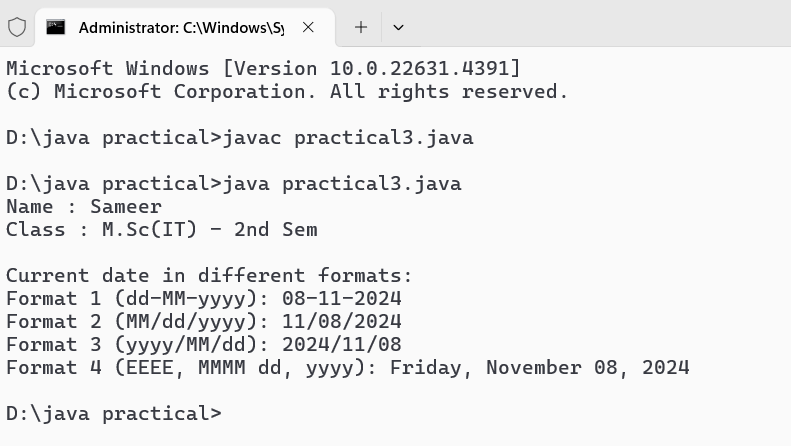 Administrator: C:\Windows\Sy
Microsoft Windows [Version 10.0.22631.4391]
(c) Microsoft Corporation. All rights reserved.
D:\java practical>javac practical3.java
D:\java practical>java practical3.java
Name : Sameer
Class : M.Sc(IT) - 2nd Sem
Current date in different formats:
Format 1 (dd-MM-yyyy): 08-11-2024
Format 2 (MM/dd/yyyy): 11/08/2024
Format 3 (yyyy/MM/dd): 2024/11/08
Format 4 (EEEE, MMMM dd, yyyy): Friday, November 08, 2024
D:\java practical>